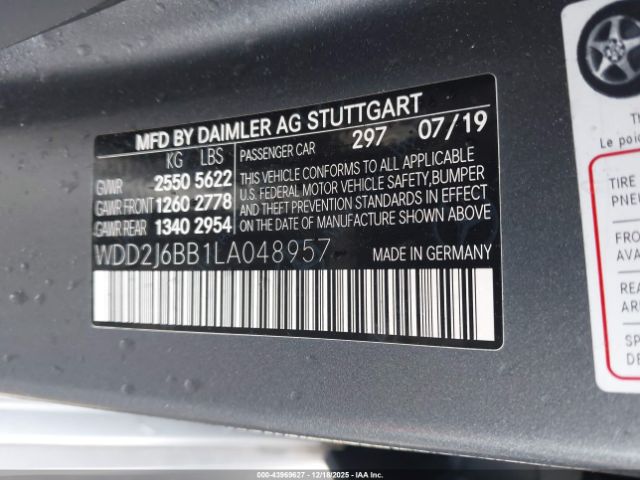 MFD BY DAIMLER AG STUTTGART
KG LBS PASSENGER CAR 297 07/19
GVWR 2550 5622
GAWR FRONT 1260 2778
GAWR REAR 1340 2954
THIS VEHICLE CONFORMS TO ALL APPLICABLE
U.S. FEDERAL MOTOR VEHICLE SAFETY,BUMPER
AND THEFT PREVENTION STANDARDS IN EFFECT
ON THE DATE OF MANUFACTURE SHOWN ABOVE
WDD2J6BB1LA048957 MADE IN GERMANY
Th
Le poi
TIRE
PNEU
FRO
AVA
REA
ARI
SP
DE
000-43969627 - 12/18/2025 - IAA Branding